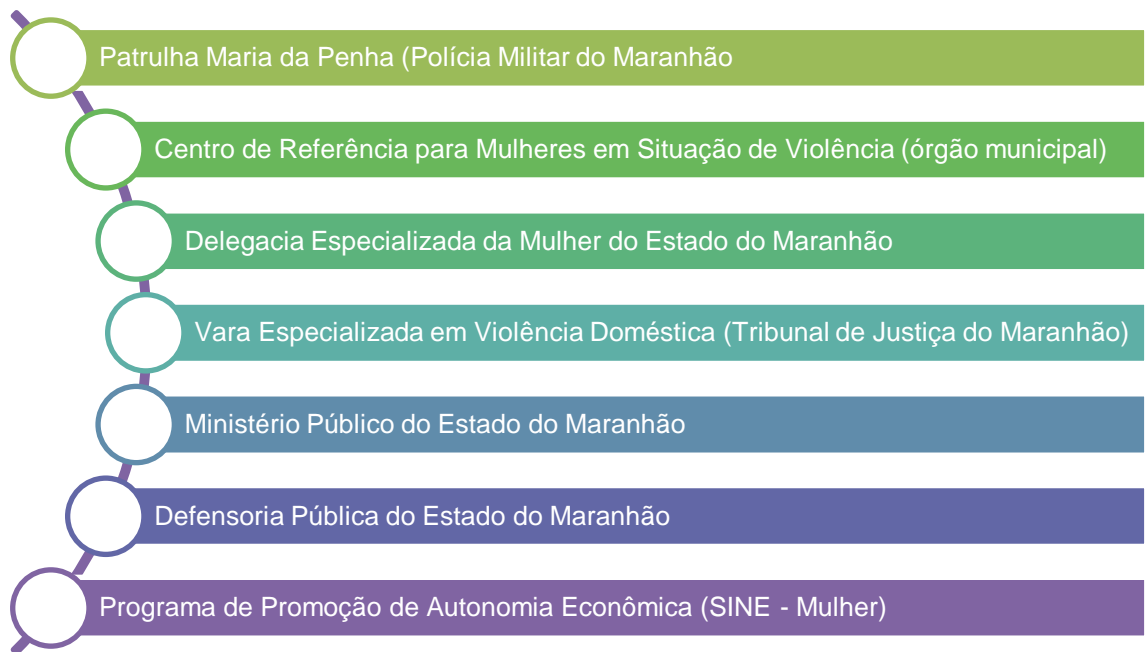 Patrulha Maria da Penha (Polícia Militar do Maranhão
Centro de Referência para Mulheres em Situação de Violência (órgão municipal)
Delegacia Especializada da Mulher do Estado do Maranhão
Vara Especializada em Violência Doméstica (Tribunal de Justiça do Maranhão)
Ministério Público do Estado do Maranhão
Defensoria Pública do Estado do Maranhão
Programa de Promoção de Autonomia Econômica (SINE - Mulher)